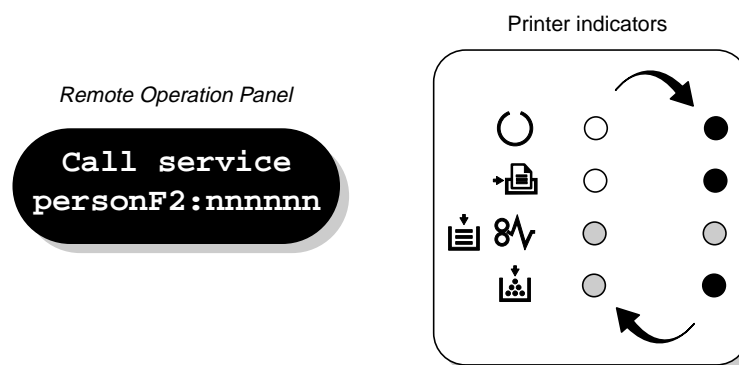 Printer indicators
Remote Operation Panel
Call service
personF2:nnnnnn